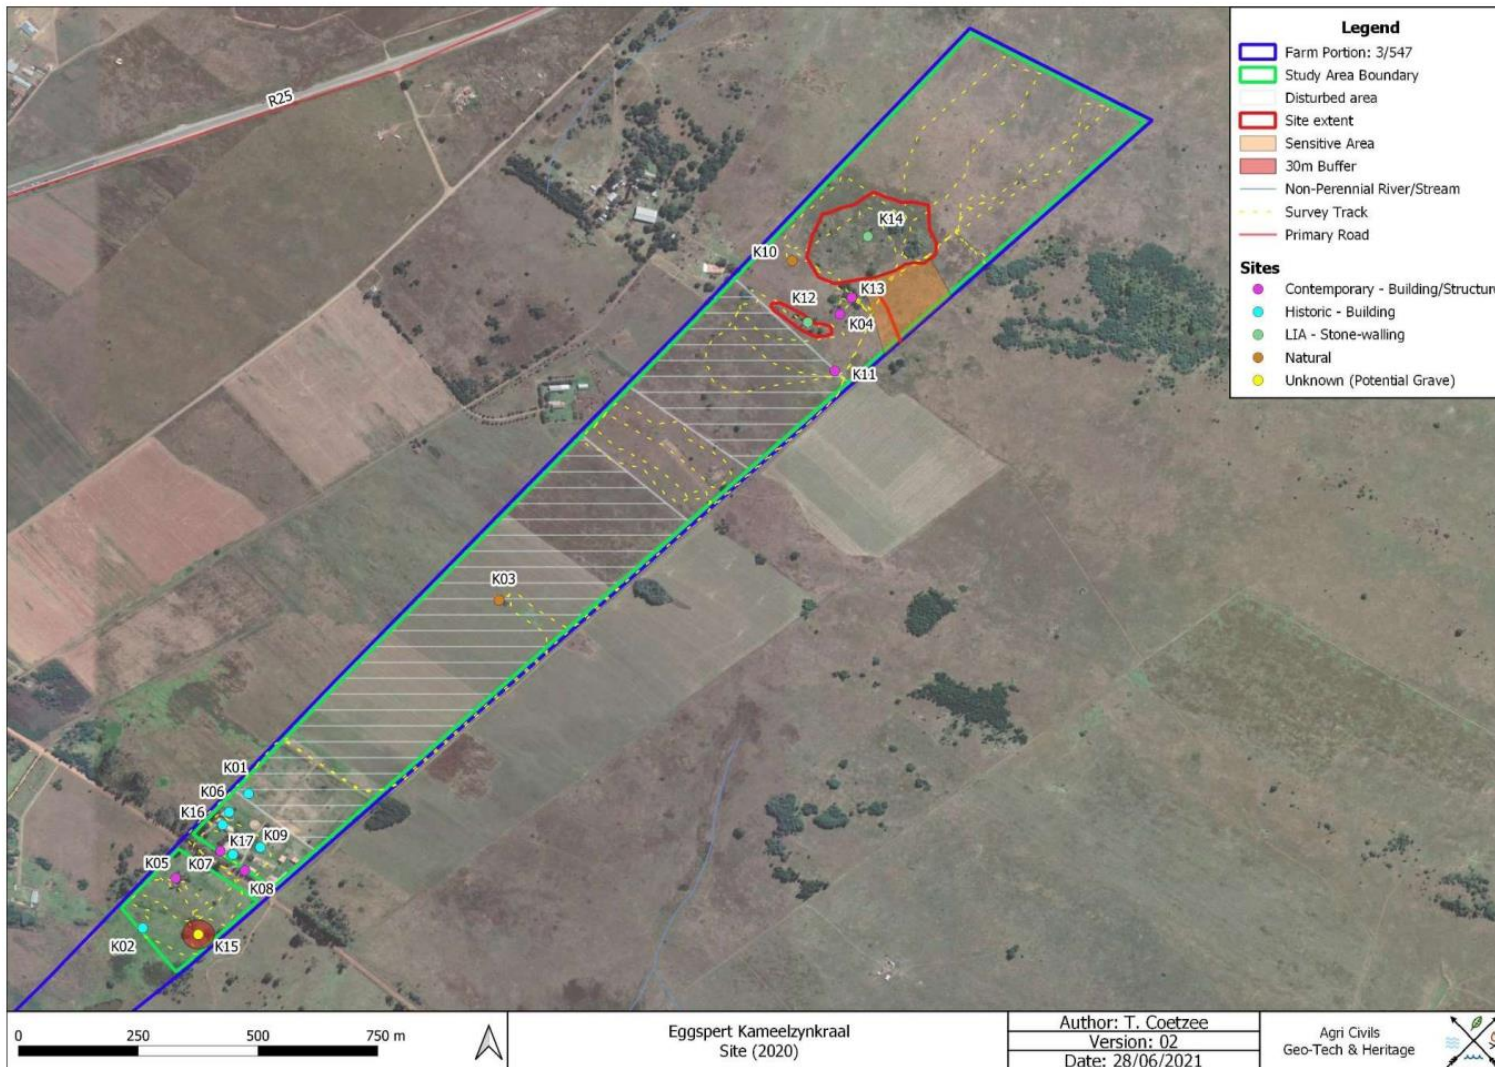 R25
K14
K10
K13
K12
K04
K11
K03
K01
K06
K16
K09
K17
K07
K05
K08
K02
K15
Legend
Farm Portion: 3/547
Study Area Boundary
Disturbed area
Site extent
Sensitive Area
30m Buffer
Non-Perennial River/Stream
Survey Track
Primary Road
Sites
Contemporary - Building/Structure
Historic - Building
LIA - Stone-walling
Natural
Unknown (Potential Grave)
0 250 500 750 m
Eggspert Kameelzynkraal
Site (2020)
Author: T. Coetzee
Version: 02
Date: 28/06/2021
Agri Civils
Geo-Tech & Heritage